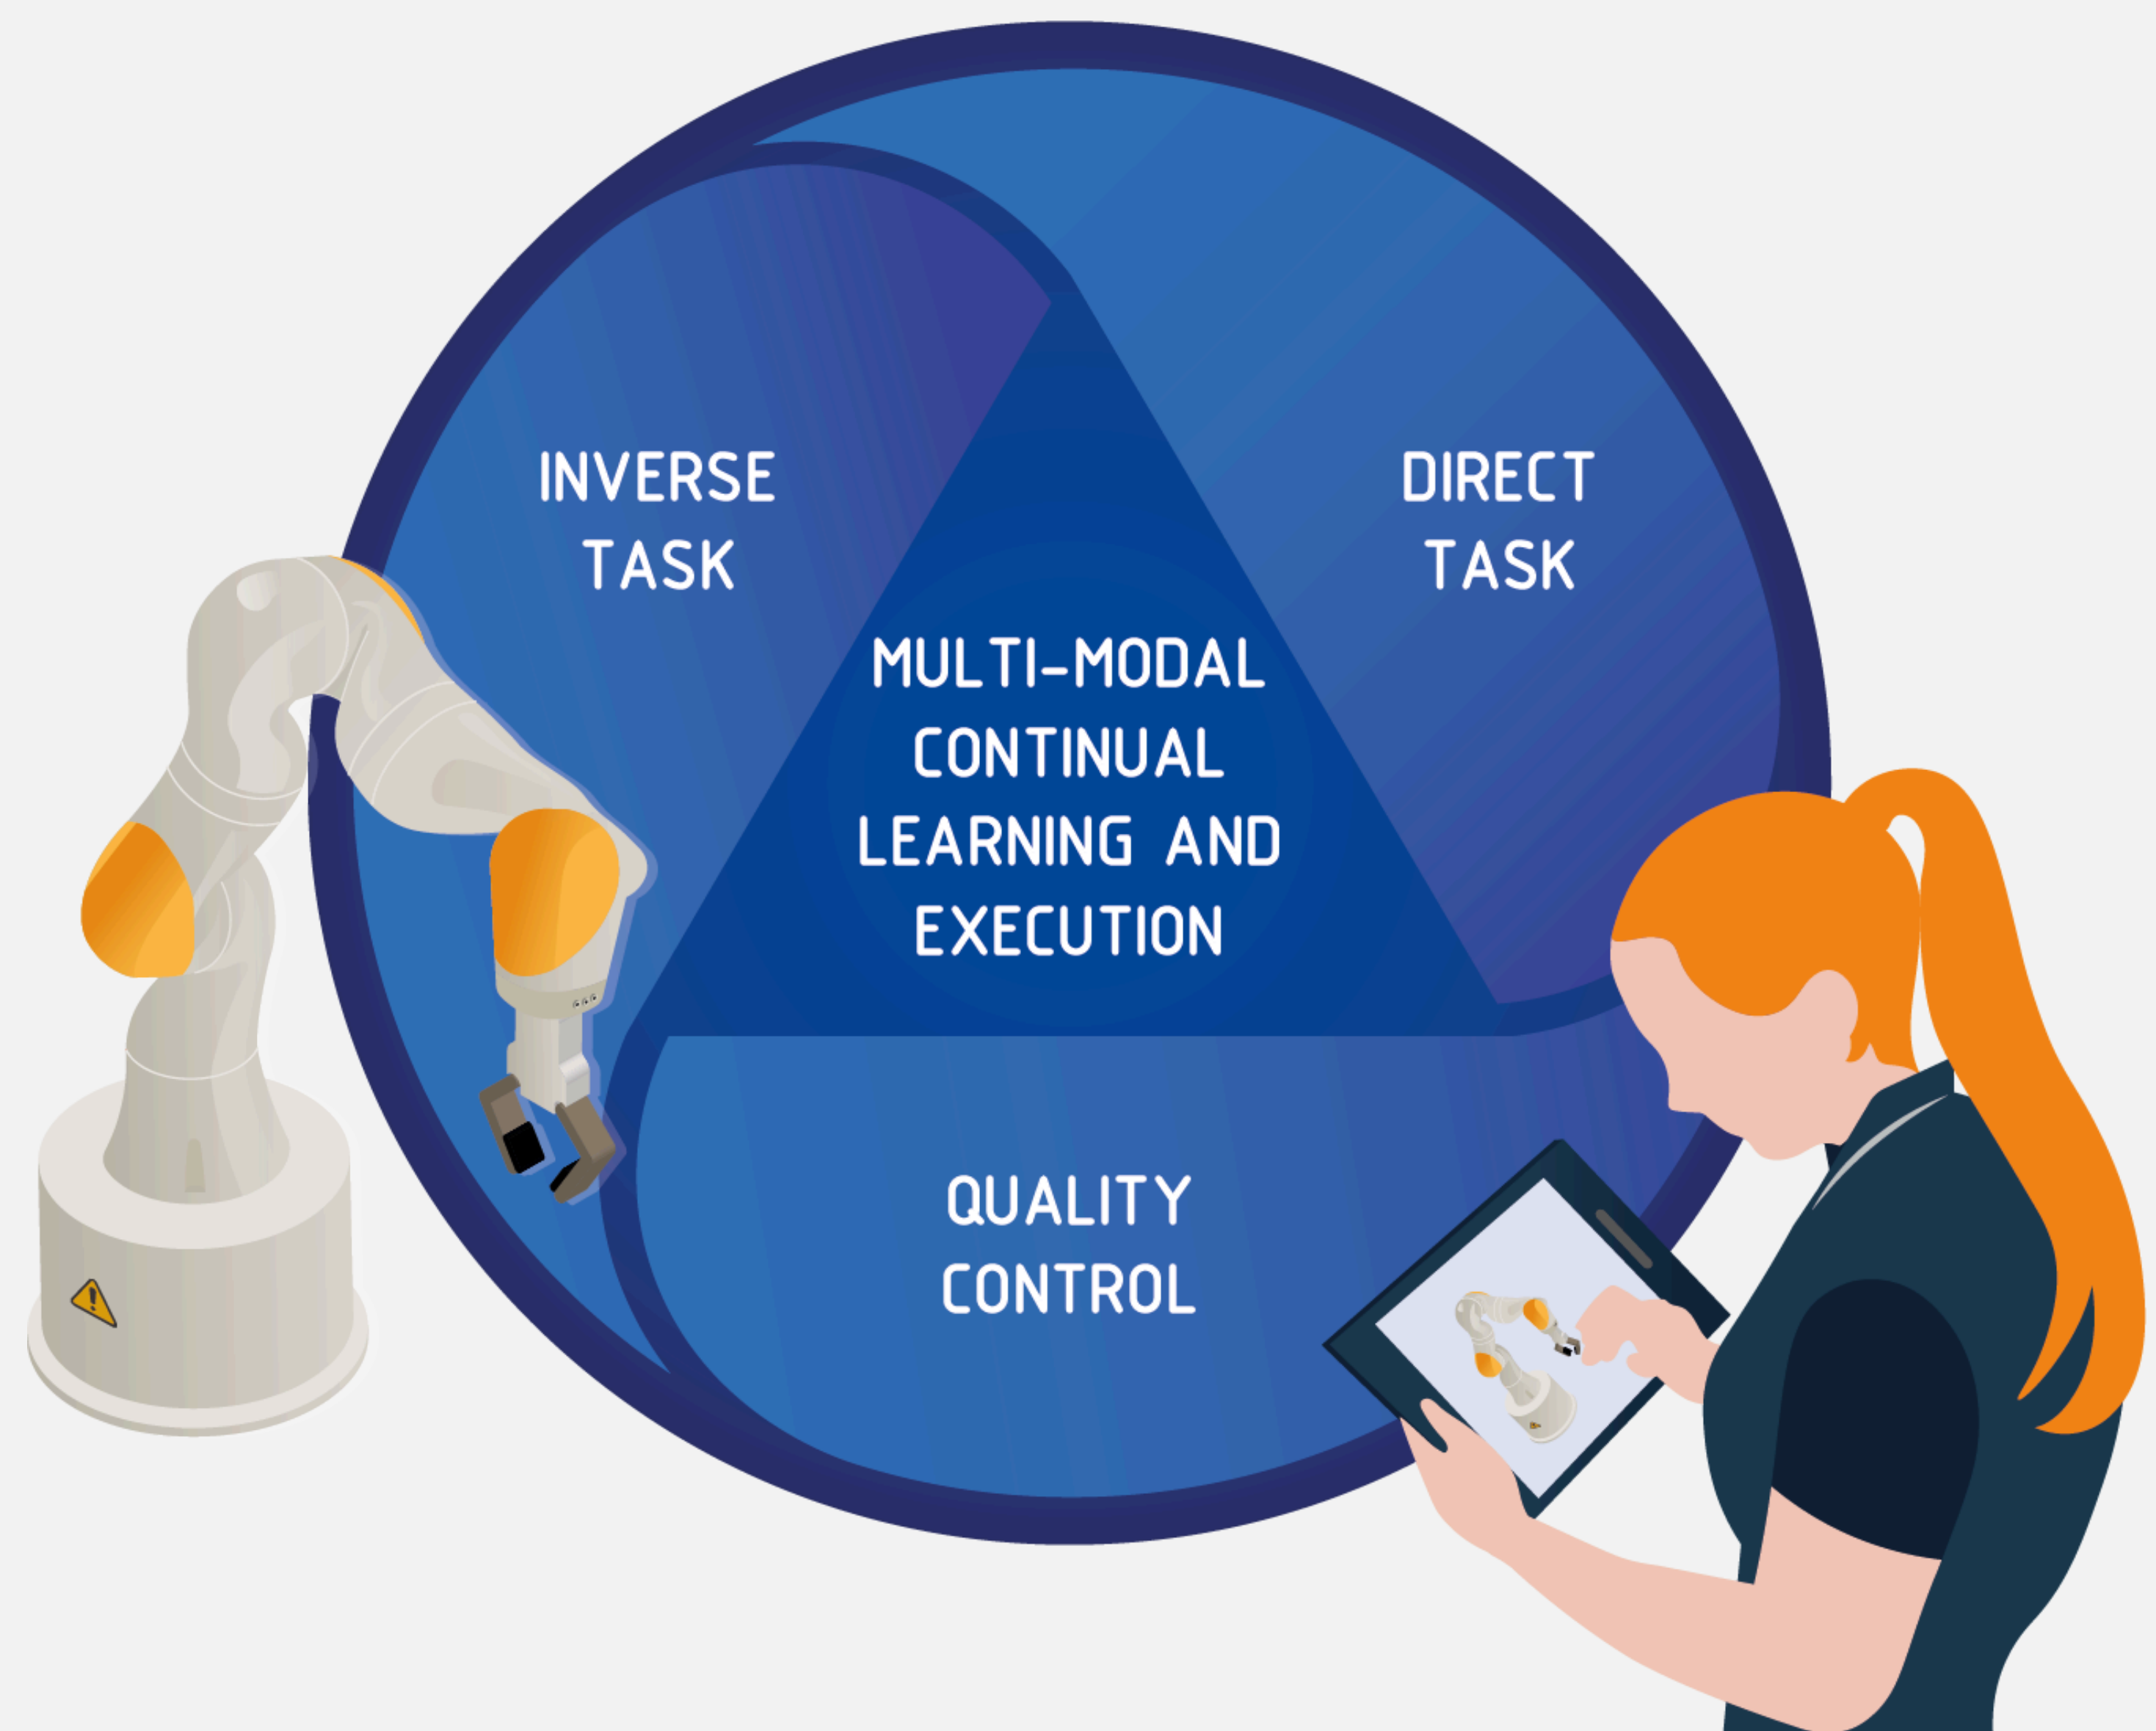 INVERSE
TASK
DIRECT
TASK
MULTI-MODAL
CONTINUAL
LEARNING AND
EXECUTION
QUALITY
CONTROL